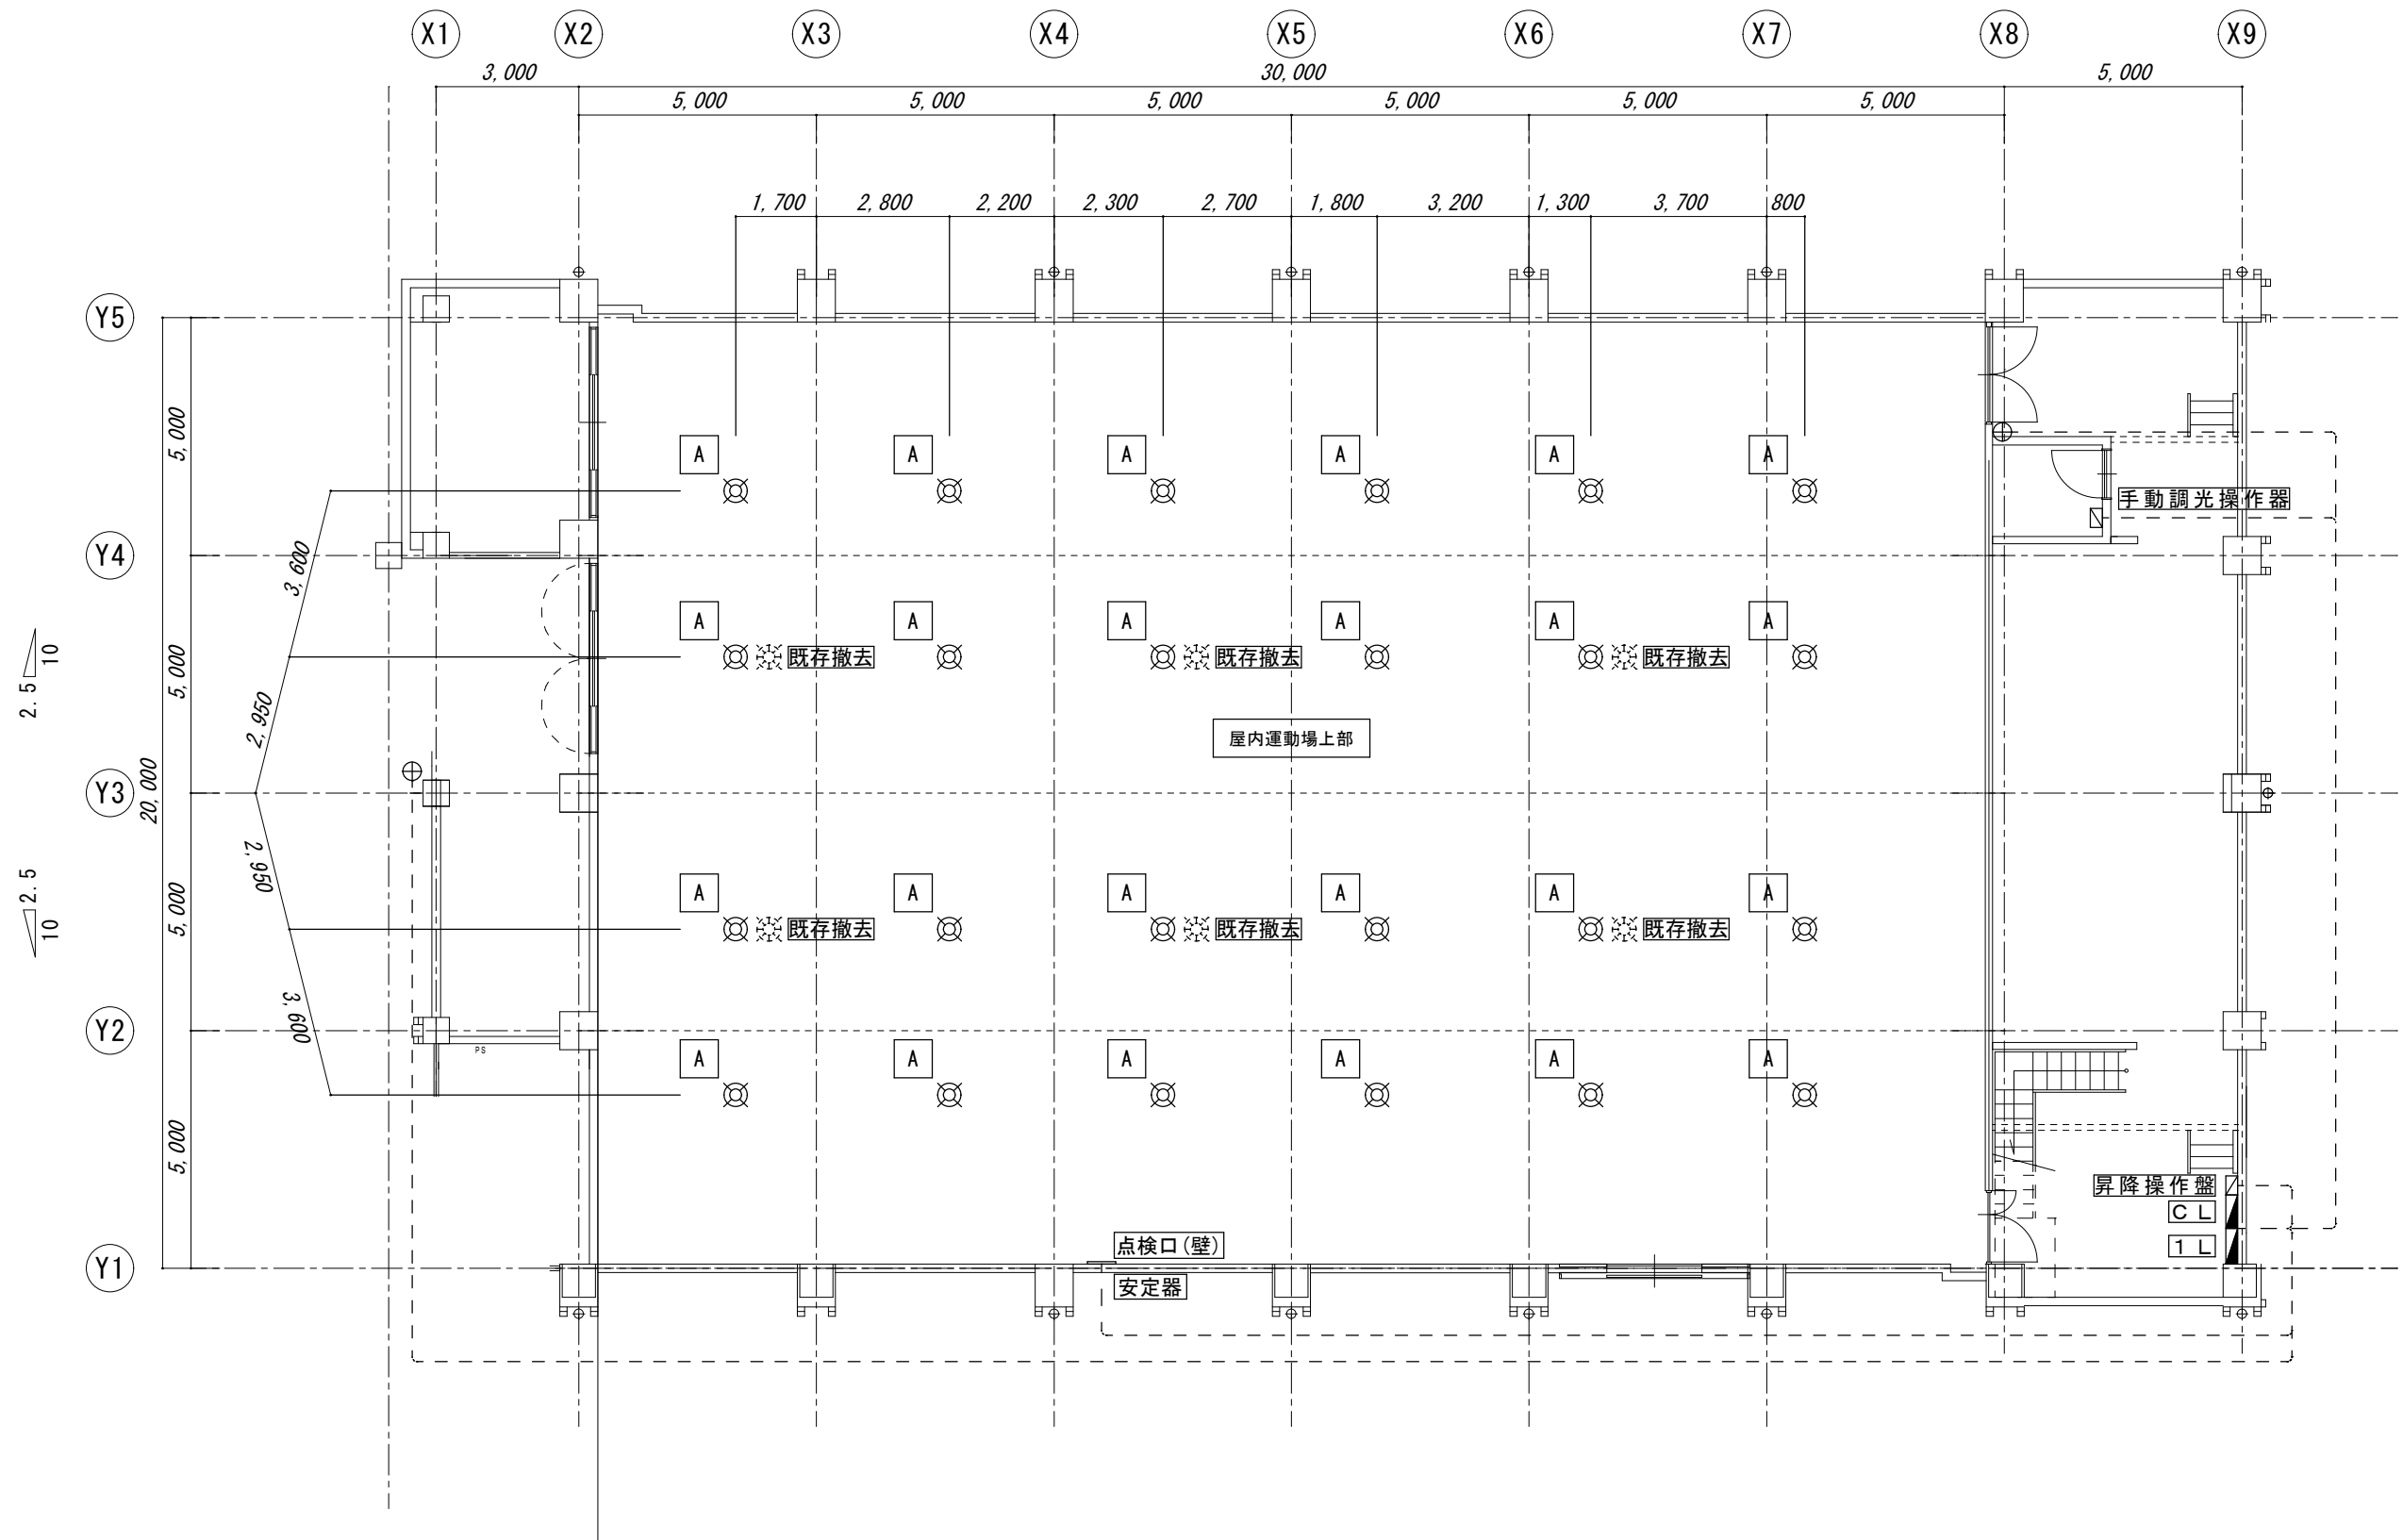 X1 X2 X3 X4 X5 X6 X7 X8 X9
3,000 30,000 5,000
5,000 5,000 5,000 5,000 5,000 5,000
1,700 2,800 2,200 2,300 2,700 1,800 3,200 1,300 3,700 800
Y5
5,000
A A A A A A
手動調光操作器
Y4
3,600
A A A A A A
既存撤去 既存撤去 既存撤去
2.5
10
5,000
2,950
屋内運動場上部
Y3
20,000
2,950
2.5
10
5,000
A A A A A A
既存撤去 既存撤去 既存撤去
3,600
Y2
PS
A A A A A A
5,000
昇降操作盤
CL
1L
点検口(壁)
Y1
安定器